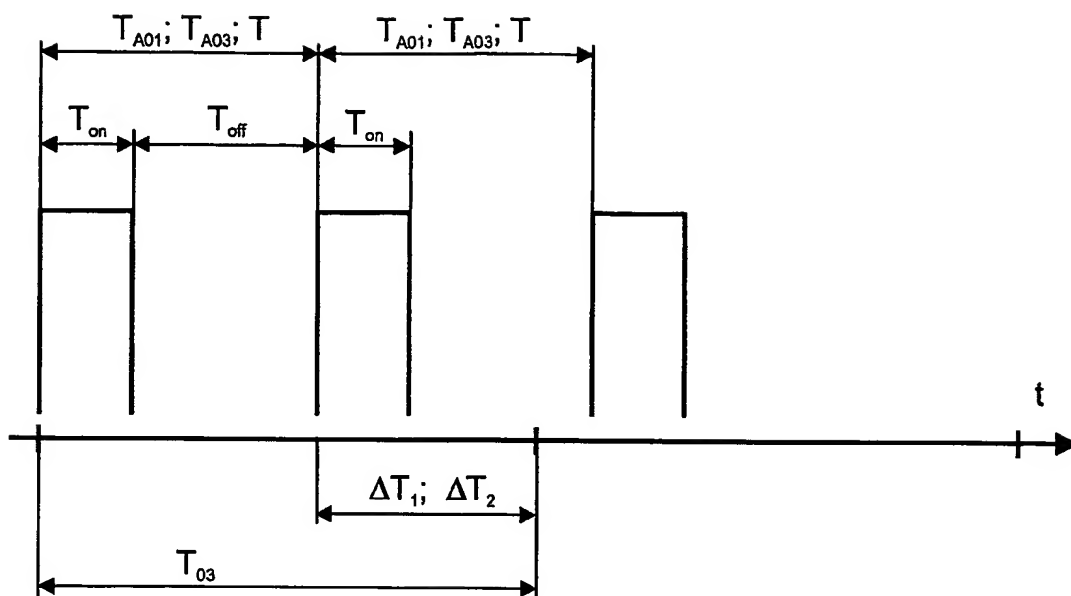 T_A01; T_A03; T T_A01; T_A03; T
T_on T_off T_on
t
ΔT_1; ΔT_2
T_03